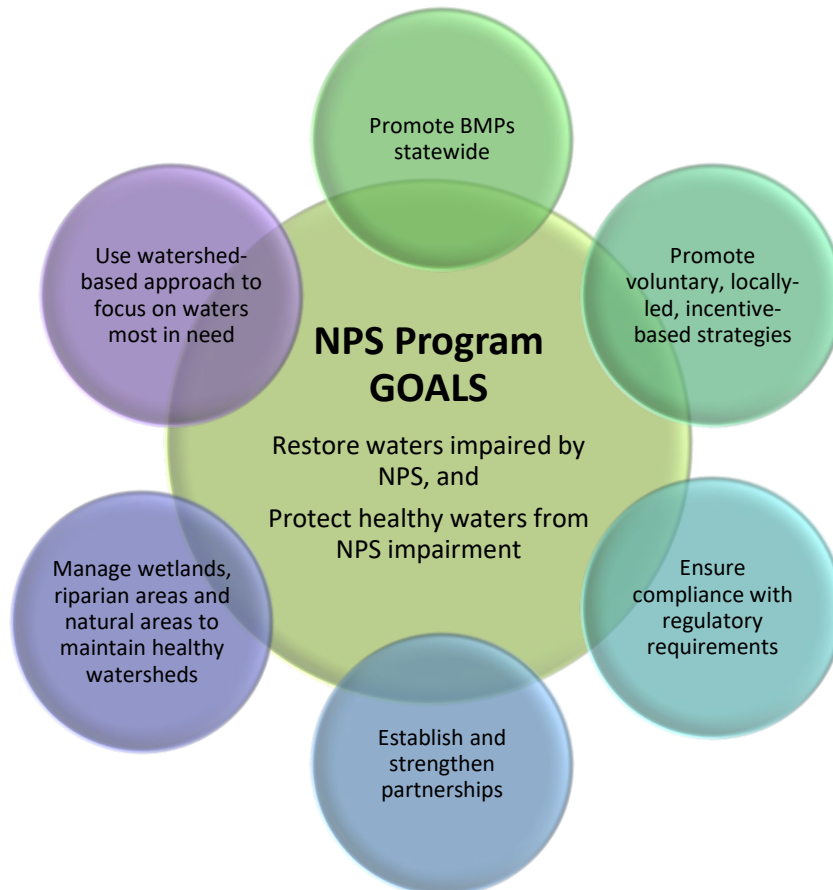 Promote BMPs
statewide
Use watershed-
based approach to
focus on waters
most in need
Promote
voluntary, locally-
led, incentive-
based strategies
NPS Program
GOALS
Restore waters impaired by
NPS, and
Protect healthy waters from
NPS impairment
Manage wetlands,
riparian areas and
natural areas to
maintain healthy
watersheds
Ensure
compliance with
regulatory
requirements
Establish and
strengthen
partnerships